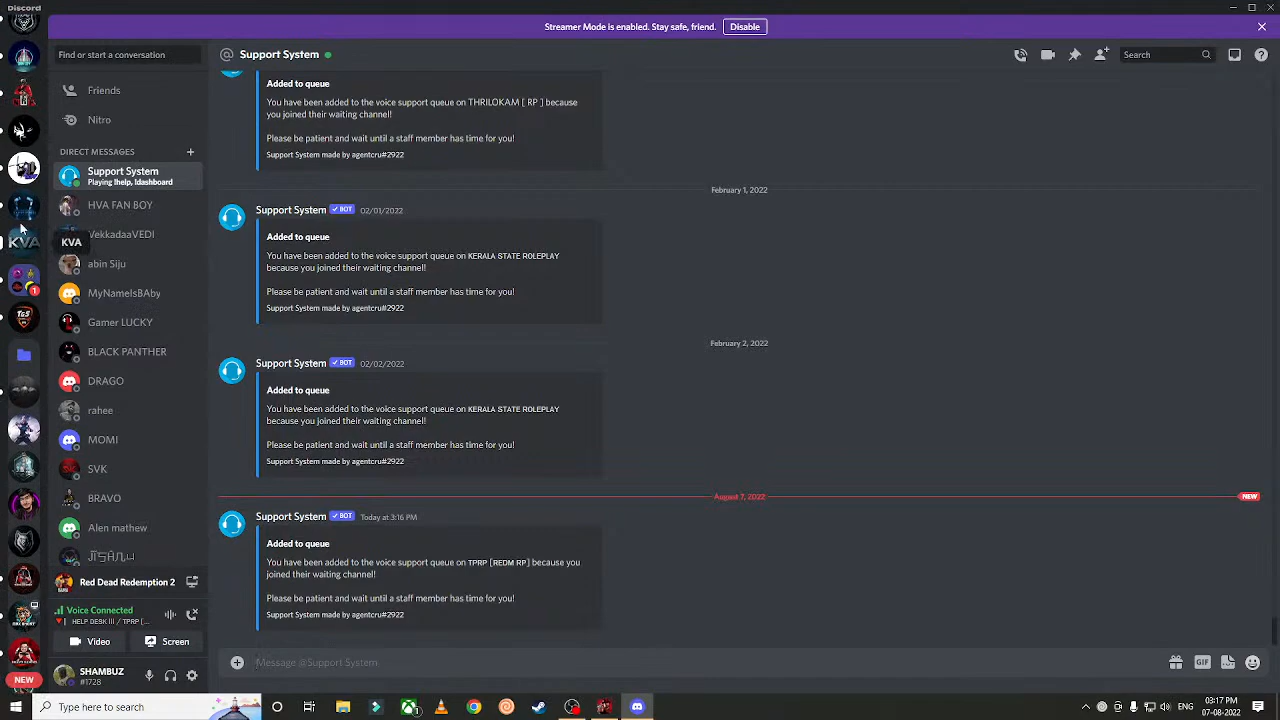 Discord
Streamer Mode is enabled. Stay safe, friend.
Disable
Find or start a conversation
Support System
Search
Friends
Nitro
DIRECT MESSAGES
Support System
Playing !help, !dashboard
HVA FAN BOY
KVA
KVA
VekkadaaVEDI
abin Siju
MyNameIsBAby
Gamer LUCKY
BLACK PANTHER
DRAGO
rahee
MOMI
SVK
BRAVO
Alen mathew
1
Red Dead Redemption 2
Voice Connected
HELP DESK III / TPRP [...
Video
Screen
SHAMBUZ
#1728
NEW
Added to queue
You have been added to the voice support queue on THRILOKAM [ RP ] because
you joined their waiting channel!
Please be patient and wait until a staff member has time for you!
Support System made by agentcru#2922
February 1, 2022
Support System BOT 02/01/2022
Added to queue
You have been added to the voice support queue on KERALA STATE ROLEPLAY
because you joined their waiting channel!
Please be patient and wait until a staff member has time for you!
Support System made by agentcru#2922
February 2, 2022
Support System BOT 02/02/2022
Added to queue
You have been added to the voice support queue on KERALA STATE ROLEPLAY
because you joined their waiting channel!
Please be patient and wait until a staff member has time for you!
Support System made by agentcru#2922
August 7, 2022
NEW
Support System BOT Today at 3:16 PM
Added to queue
You have been added to the voice support queue on TPRP [REDM RP] because you
joined their waiting channel!
Please be patient and wait until a staff member has time for you!
Support System made by agentcru#2922
Message @Support System
GIF
Type here to search
ENG
03:17 PM
07-08-2022